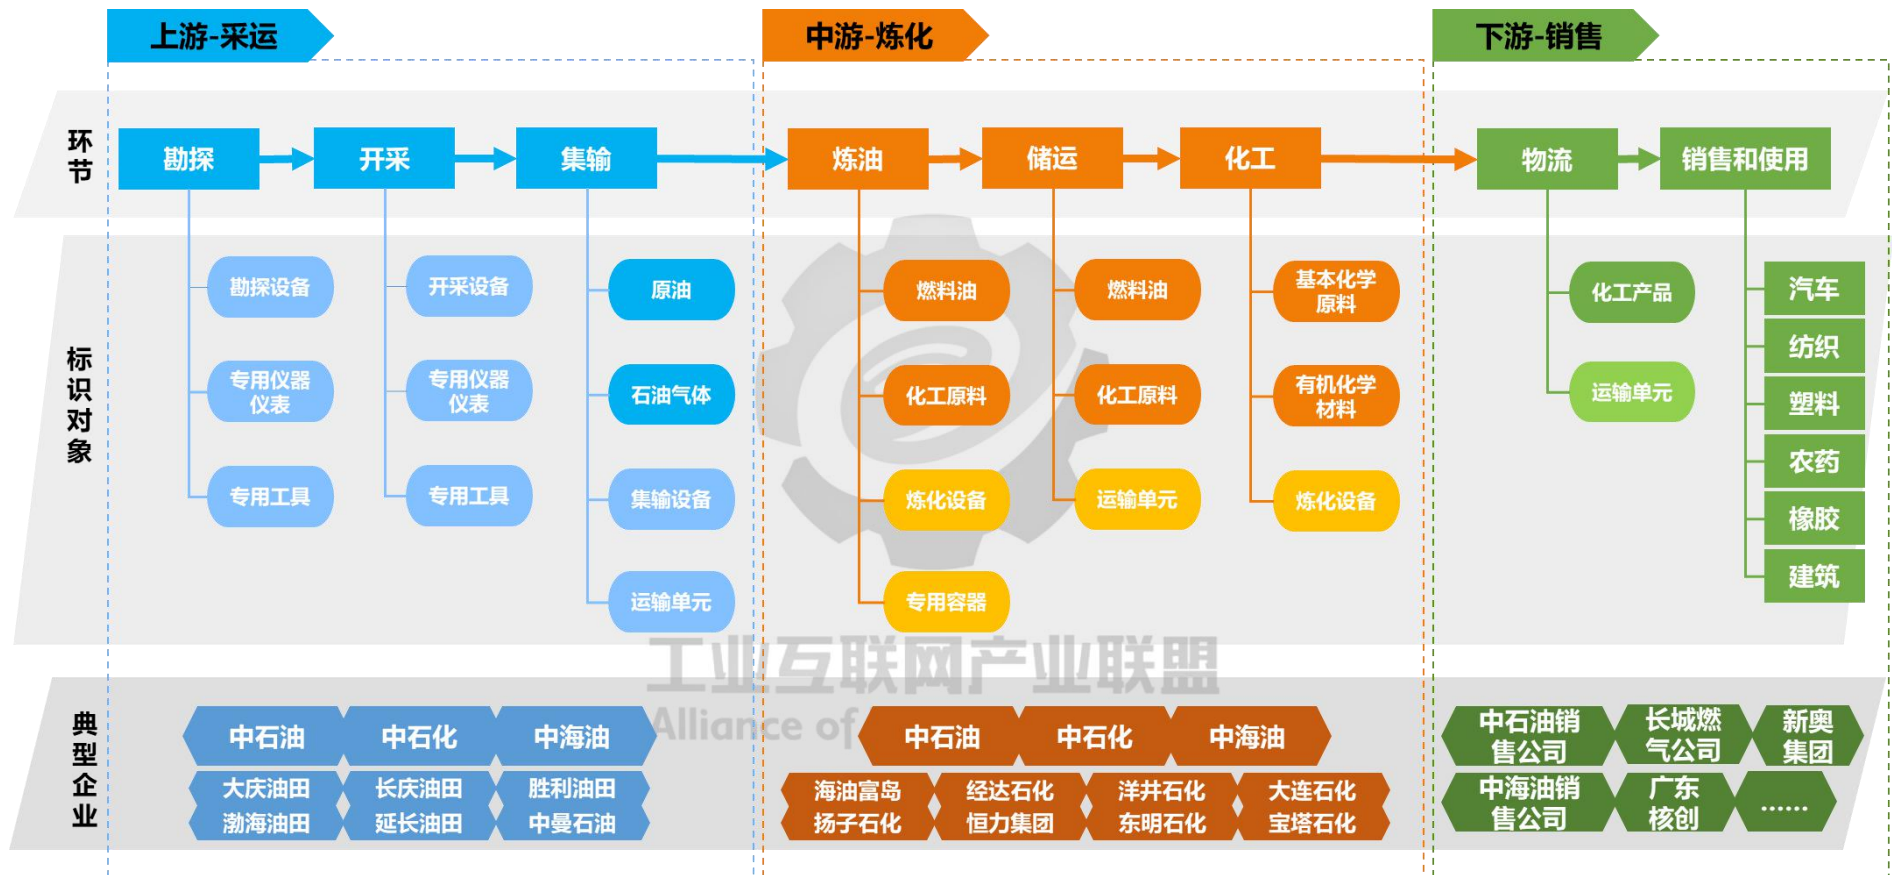 上游-采运
中游-炼化
下游-销售
环节
勘探
开采
集输
炼油
储运
化工
物流
销售和使用
标识对象
勘探设备
专用仪器
仪表
专用工具
开采设备
专用仪器
仪表
专用工具
原油
石油气体
集输设备
运输单元
燃料油
化工原料
炼化设备
专用容器
燃料油
化工原料
运输单元
基本化学
原料
有机化学
材料
炼化设备
化工产品
运输单元
汽车
纺织
塑料
农药
橡胶
建筑
工业互联网产业联盟
Alliance of
典型企业
中石油
中石化
中海油
大庆油田
长庆油田
胜利油田
渤海油田
延长油田
中曼石油
中石油
中石化
中海油
海油富岛
经达石化
洋井石化
大连石化
扬子石化
恒力集团
东明石化
宝塔石化
中石油销
售公司
长城燃
气公司
新奥
集团
中海油销
售公司
广东
核创
......